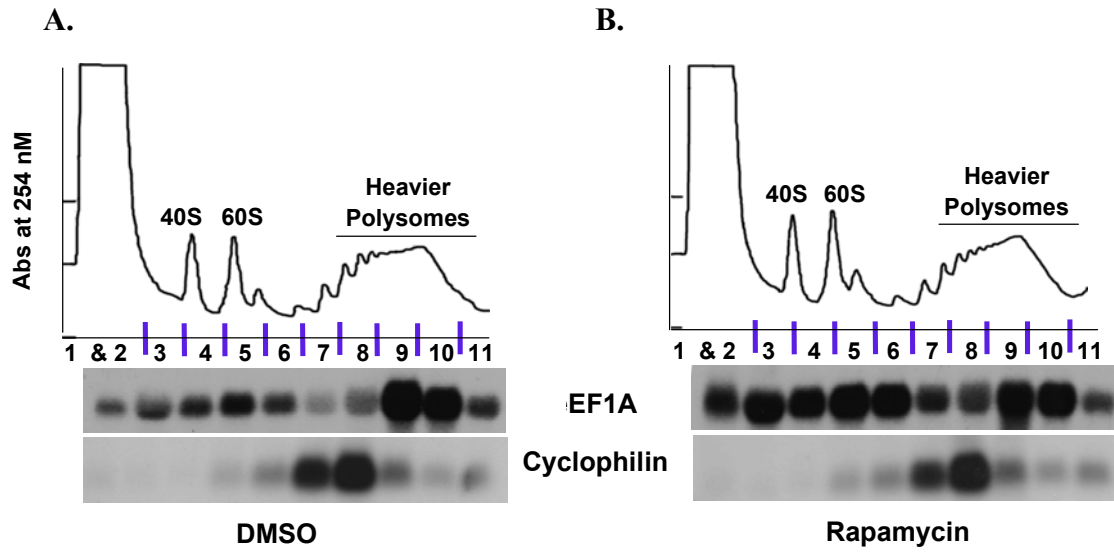 A.
B.
Abs at 254 nM
40S
60S
Heavier
Polysomes
1 & 2 3 4 5 6 7 8 9 10 11
40S
60S
Heavier
Polysomes
1 & 2 3 4 5 6 7 8 9 10 11
EF1A
Cyclophilin
DMSO
Rapamycin